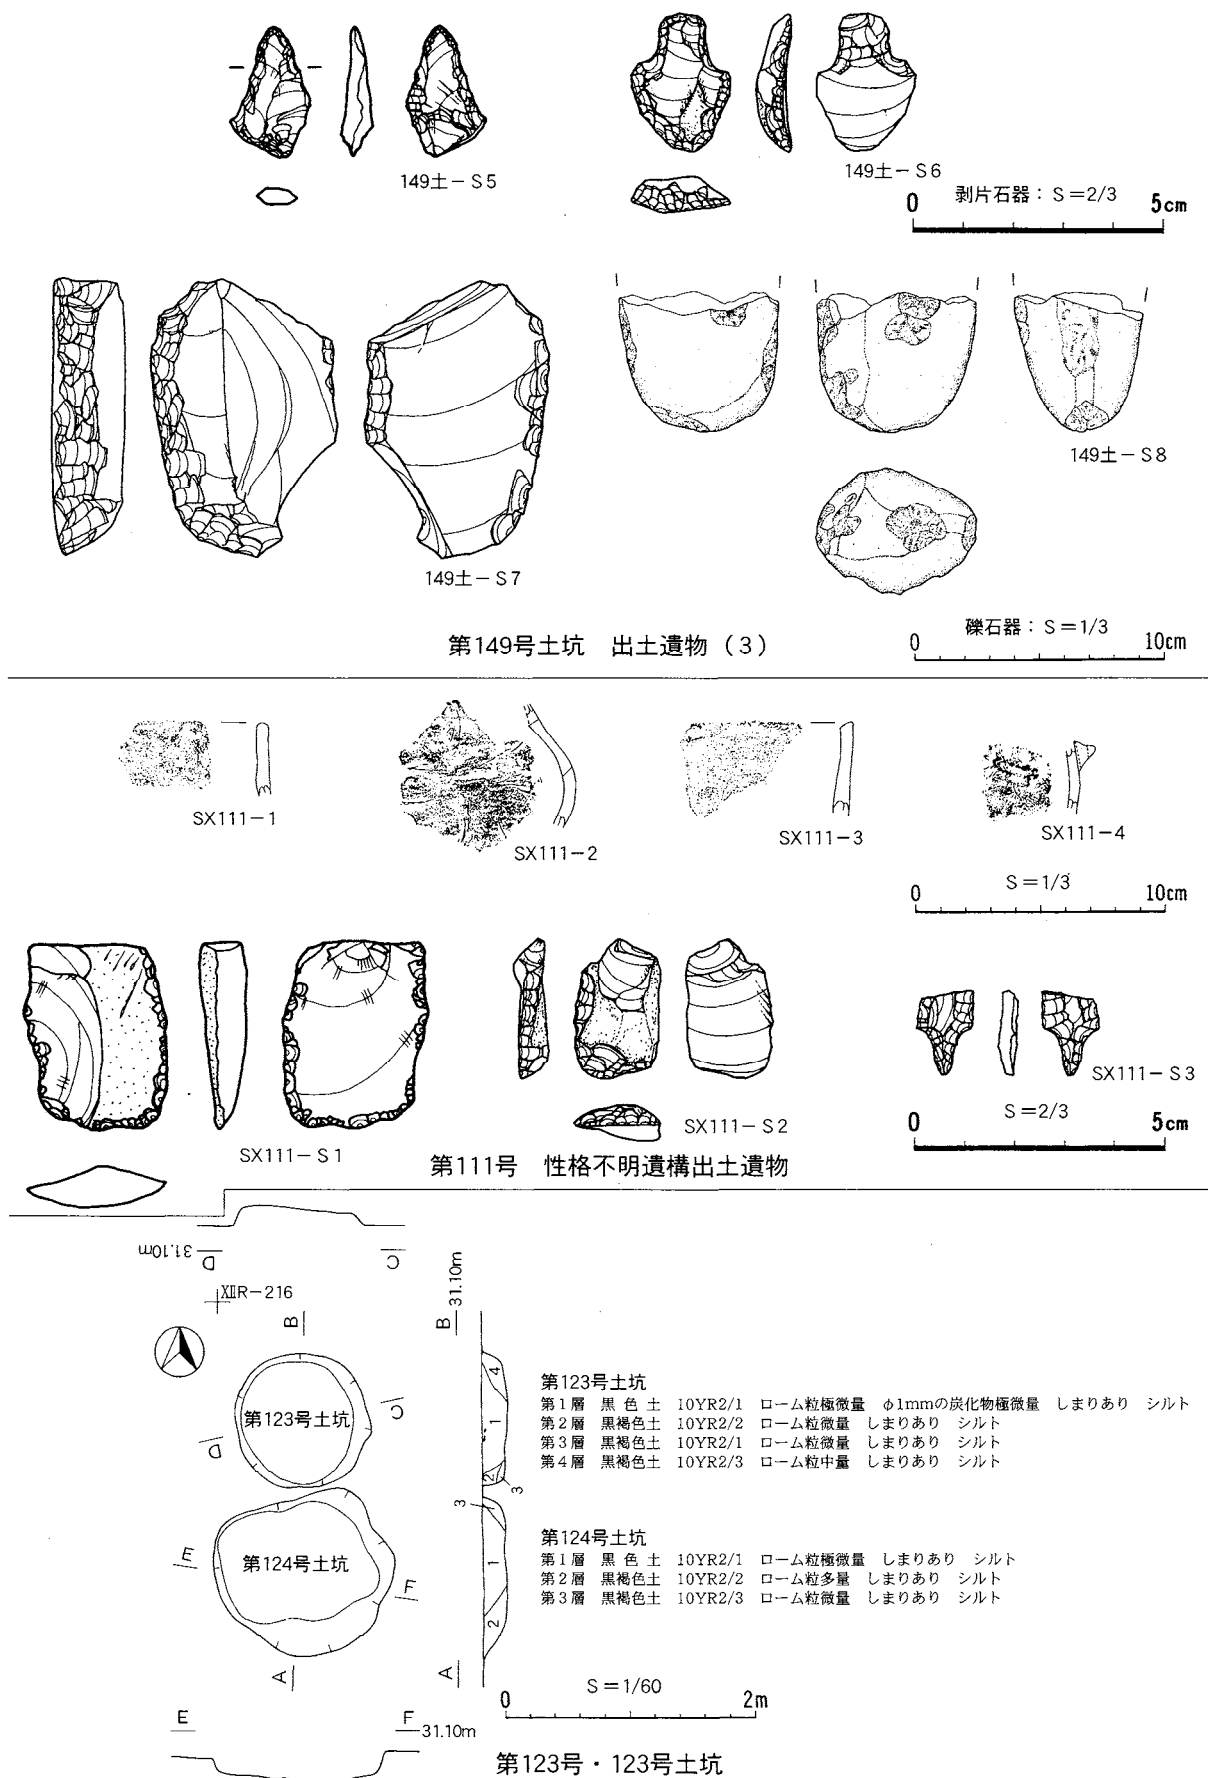 149土－S5
149土－S6
0 剥片石器：S＝2/3 5cm
149土－S7
149土－S8
第149号土坑　出土遺物（3）
0 礫石器：S＝1/3 10cm
SX111－1
SX111－2
SX111－3
SX111－4
S＝1/3
0 10cm
SX111－S1
SX111－S2
SX111－S3
S＝2/3
0 5cm
第111号　性格不明遺構出土遺物
31.10m D C
XⅡR－216
B
B 31.10m
第123号土坑
C
D
4
1
2
3
第123号土坑
第1層　黒 色 土　10YR2/1　ローム粒極微量　φ1mmの炭化物極微量　しまりあり　シルト
第2層　黒褐色土　10YR2/2　ローム粒微量　しまりあり　シルト
第3層　黒褐色土　10YR2/1　ローム粒微量　しまりあり　シルト
第4層　黒褐色土　10YR2/3　ローム粒中量　しまりあり　シルト
第124号土坑
E
F
3
1
2
第124号土坑
第1層　黒 色 土　10YR2/1　ローム粒極微量　しまりあり　シルト
第2層　黒褐色土　10YR2/2　ローム粒多量　しまりあり　シルト
第3層　黒褐色土　10YR2/3　ローム粒微量　しまりあり　シルト
A
A
S＝1/60
0 2m
E F 31.10m
第123号・123号土坑